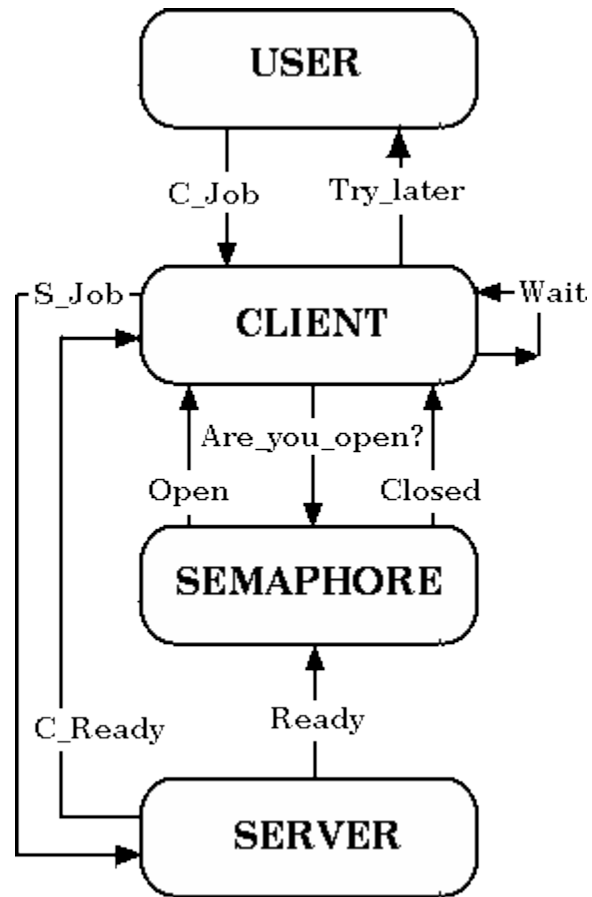 USER
C_Job
Try_later
S_Job
Wait
CLIENT
Are_you_open?
Open
Closed
SEMAPHORE
C_Ready
Ready
SERVER